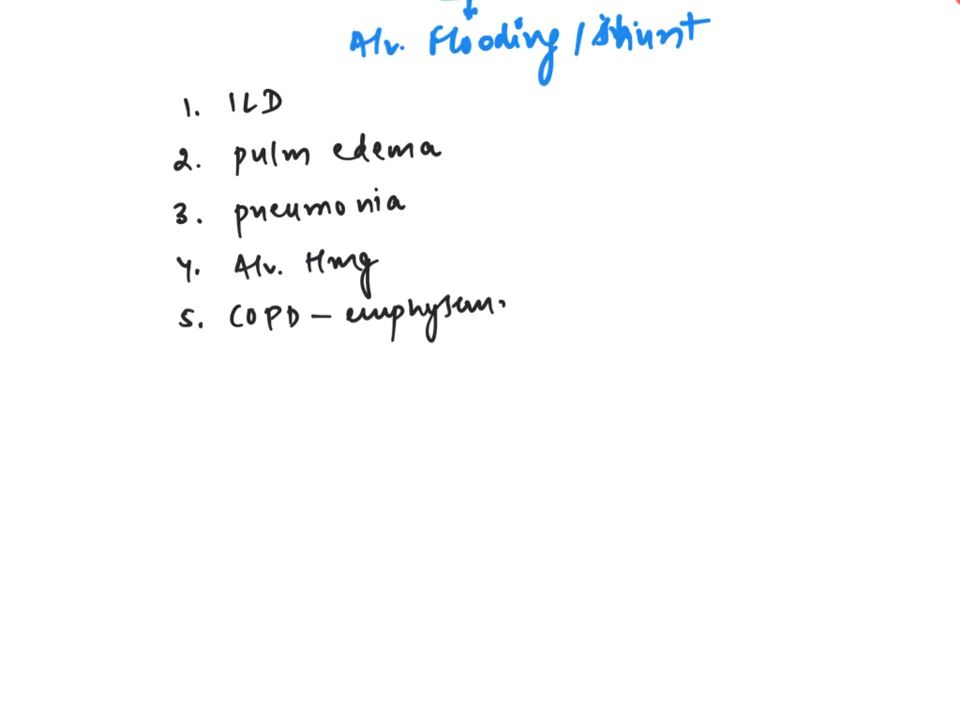 Alv. Flooding / Shunt
1. ILD
2. pulm edema
3. pneumonia
4. Alv. Hmg
5. COPD – emphysem.